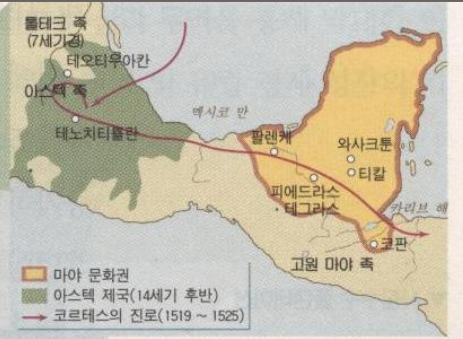 톨테크 족
(7세기경)
테오티우아칸
아스텍 족
테노치티틀란
멕시코 만
팔렌케
와사크툰
티칼
피에드라스
테그라스
카리브 해
코판
고원 마야 족
마야 문화권
아스텍 제국(14세기 후반)
코르테스의 진로(1519 ~ 1525)